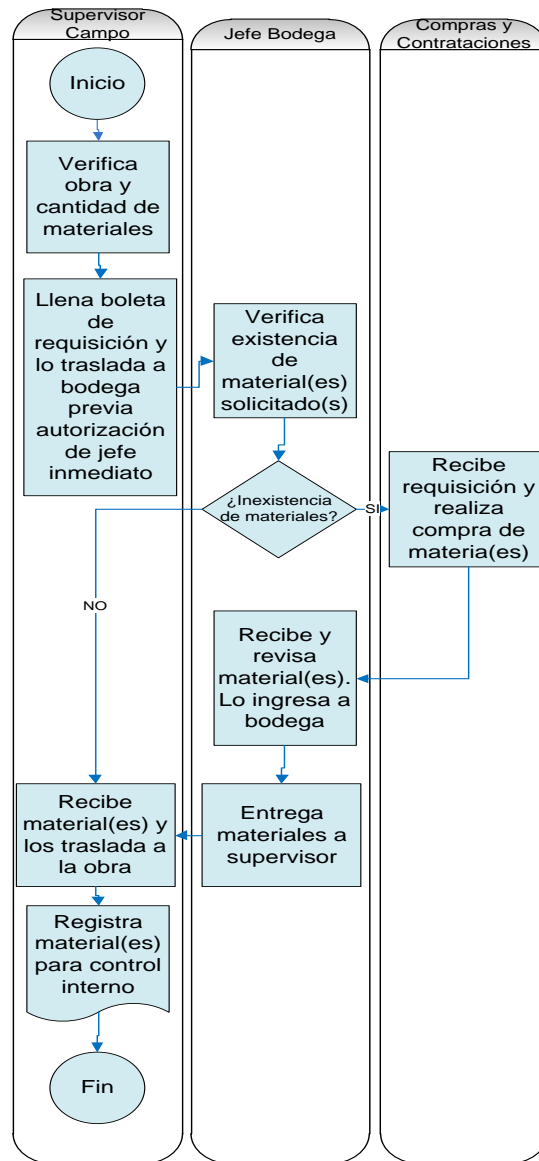 Supervisor
Campo
Jefe Bodega
Compras y
Contrataciones
Inicio
Verifica
obra y
cantidad de
materiales
Llena boleta
de
requisición y
lo traslada a
bodega
previa
autorización
de jefe
inmediato
Verifica
existencia
de
material(es)
solicitado(s)
¿Inexistencia
de materiales?
SI
Recibe
requisición y
realiza
compra de
materia(es)
NO
Recibe y
revisa
material(es).
Lo ingresa a
bodega
Recibe
material(es) y
los traslada a
la obra
Entrega
materiales a
supervisor
Registra
material(es)
para control
interno
Fin